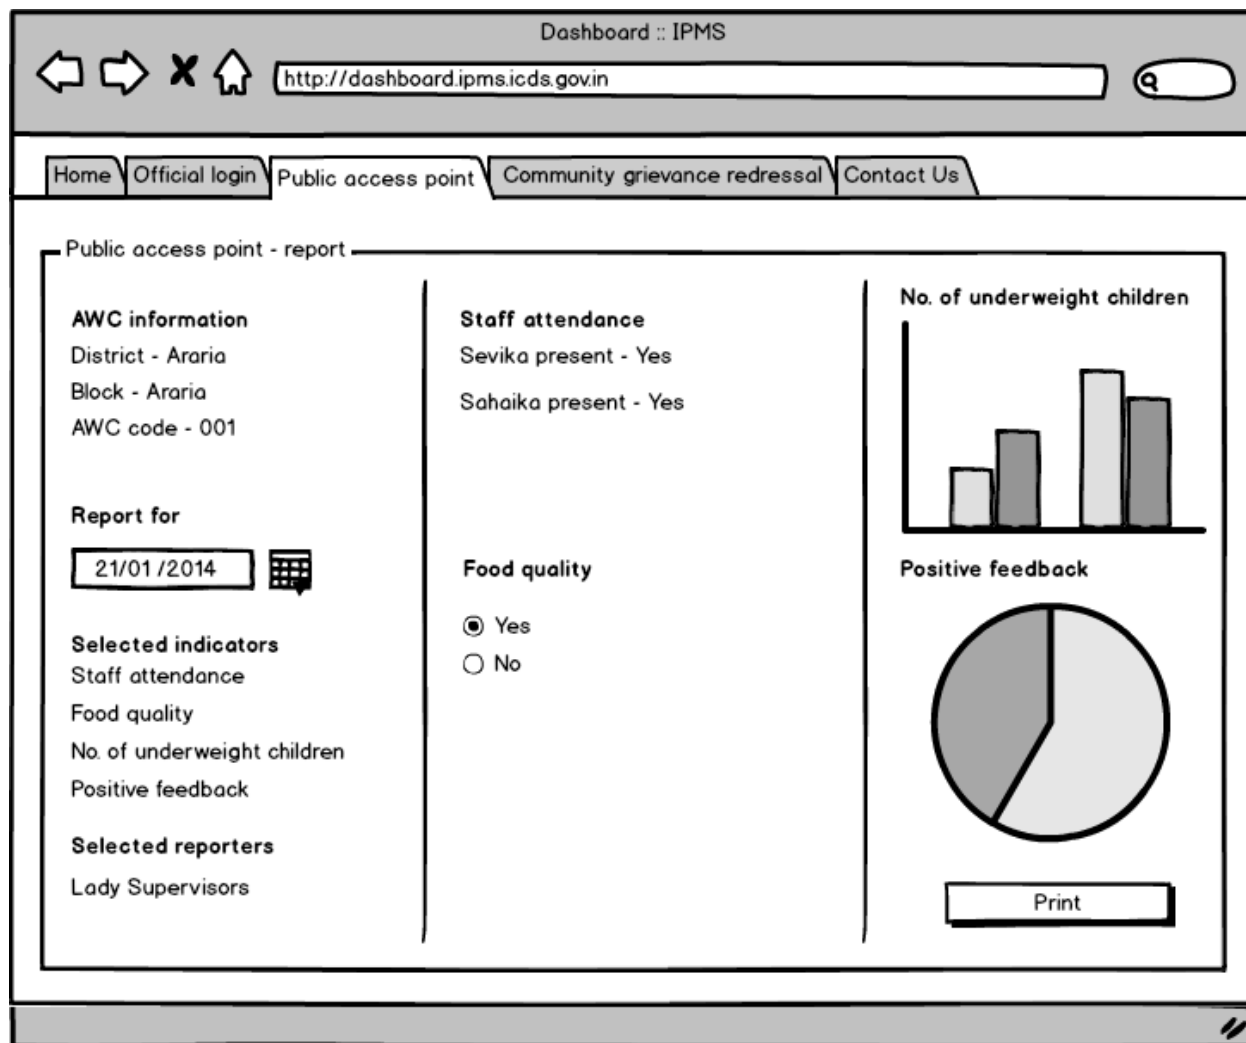 Dashboard :: IPMS
http://dashboard.ipms.icds.gov.in
Home
Official login
Public access point
Community grievance redressal
Contact Us
Public access point - report
AWC information
District - Araria
Block - Araria
AWC code - 001
Report for
21/01 /2014
Selected indicators
Staff attendance
Food quality
No. of underweight children
Positive feedback
Selected reporters
Lady Supervisors
Staff attendance
Sevika present - Yes
Sahaika present - Yes
Food quality
Yes
No
No. of underweight children
Positive feedback
Print